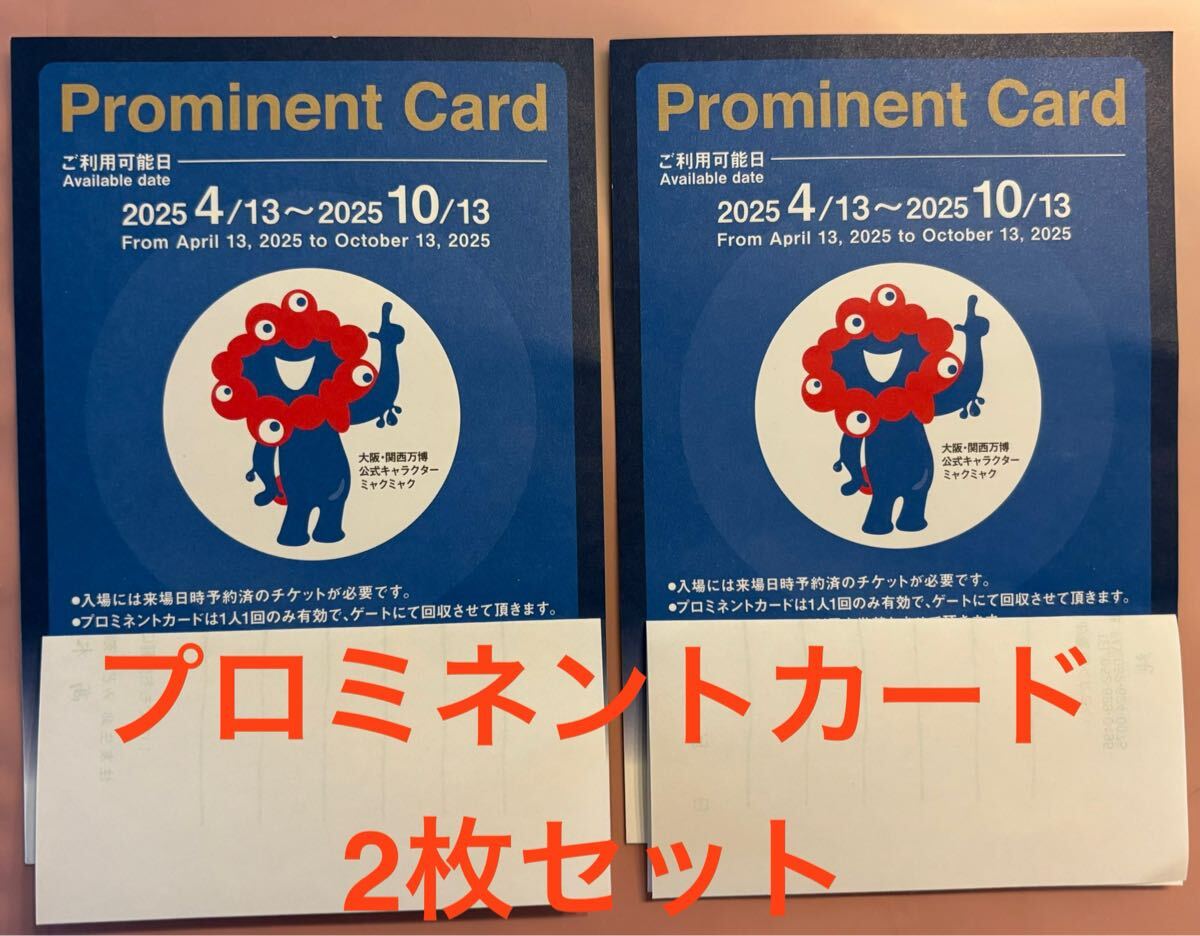 Prominent Card
ご利用可能日
Available date
2025 4/13～2025 10/13
From April 13, 2025 to October 13, 2025
大阪・関西万博
公式キャラクター
ミャクミャク
●入場には来場日時予約済のチケットが必要です。
●プロミネントカードは1人1回のみ有効で、ゲートにて回収させて頂きます。
Prominent Card
ご利用可能日
Available date
2025 4/13～2025 10/13
From April 13, 2025 to October 13, 2025
大阪・関西万博
公式キャラクター
ミャクミャク
●入場には来場日時予約済のチケットが必要です。
●プロミネントカードは1人1回のみ有効で、ゲートにて回収させて頂きます。
プロミネントカード
2枚セット